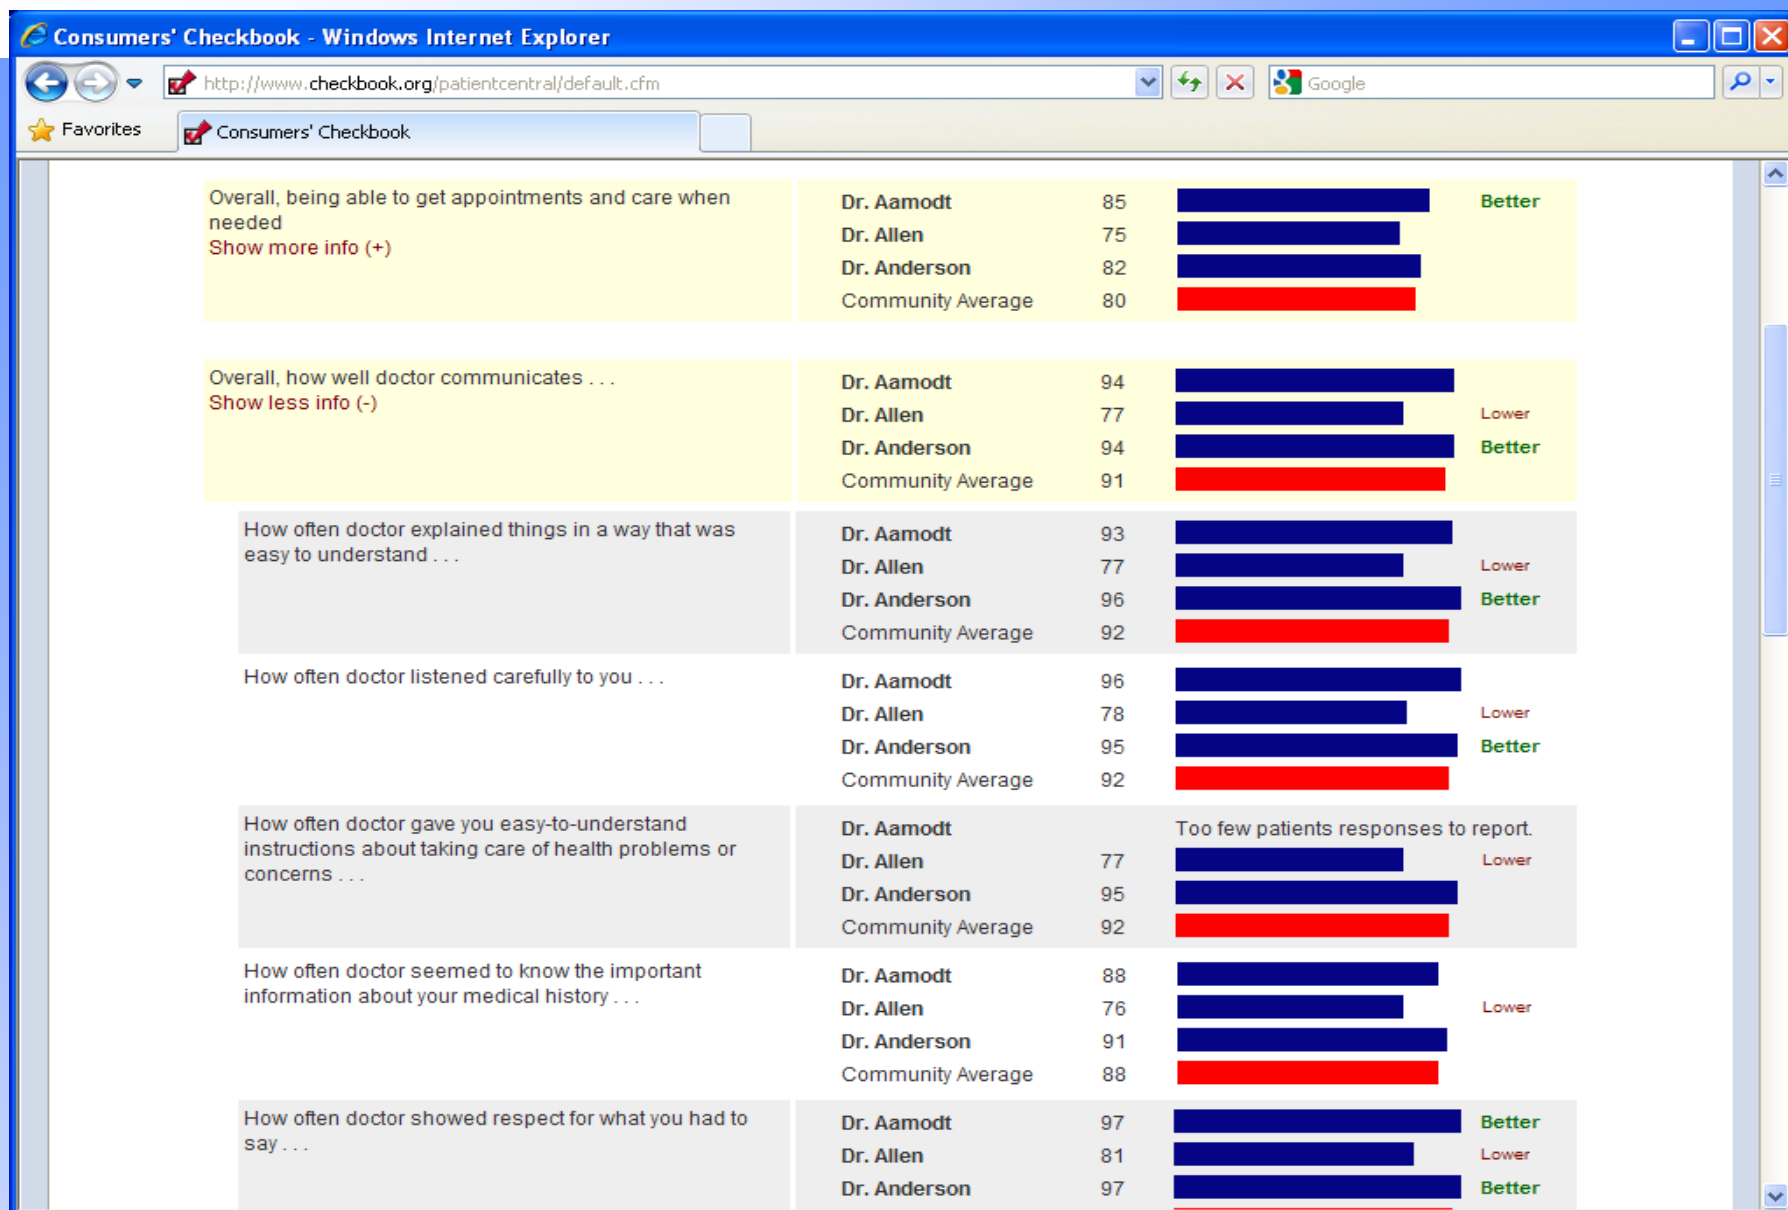 Consumers' Checkbook - Windows Internet Explorer
http://www.checkbook.org/patientcentral/default.cfm
Google
Favorites
Consumers' Checkbook
Overall, being able to get appointments and care when
needed
Show more info (+)
Dr. Aamodt 85 Better
Dr. Allen 75
Dr. Anderson 82
Community Average 80
Overall, how well doctor communicates . . .
Show less info (-)
Dr. Aamodt 94
Dr. Allen 77 Lower
Dr. Anderson 94 Better
Community Average 91
How often doctor explained things in a way that was
easy to understand . . .
Dr. Aamodt 93
Dr. Allen 77 Lower
Dr. Anderson 96 Better
Community Average 92
How often doctor listened carefully to you . . .
Dr. Aamodt 96
Dr. Allen 78 Lower
Dr. Anderson 95 Better
Community Average 92
How often doctor gave you easy-to-understand
instructions about taking care of health problems or
concerns . . .
Dr. Aamodt Too few patients responses to report.
Dr. Allen 77 Lower
Dr. Anderson 95
Community Average 92
How often doctor seemed to know the important
information about your medical history . . .
Dr. Aamodt 88
Dr. Allen 76 Lower
Dr. Anderson 91
Community Average 88
How often doctor showed respect for what you had to
say . . .
Dr. Aamodt 97 Better
Dr. Allen 81 Lower
Dr. Anderson 97 Better